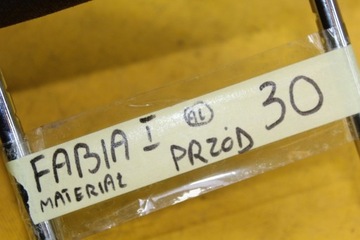 FABIA I (AL) 30
MATERIAŁ PRZÓD